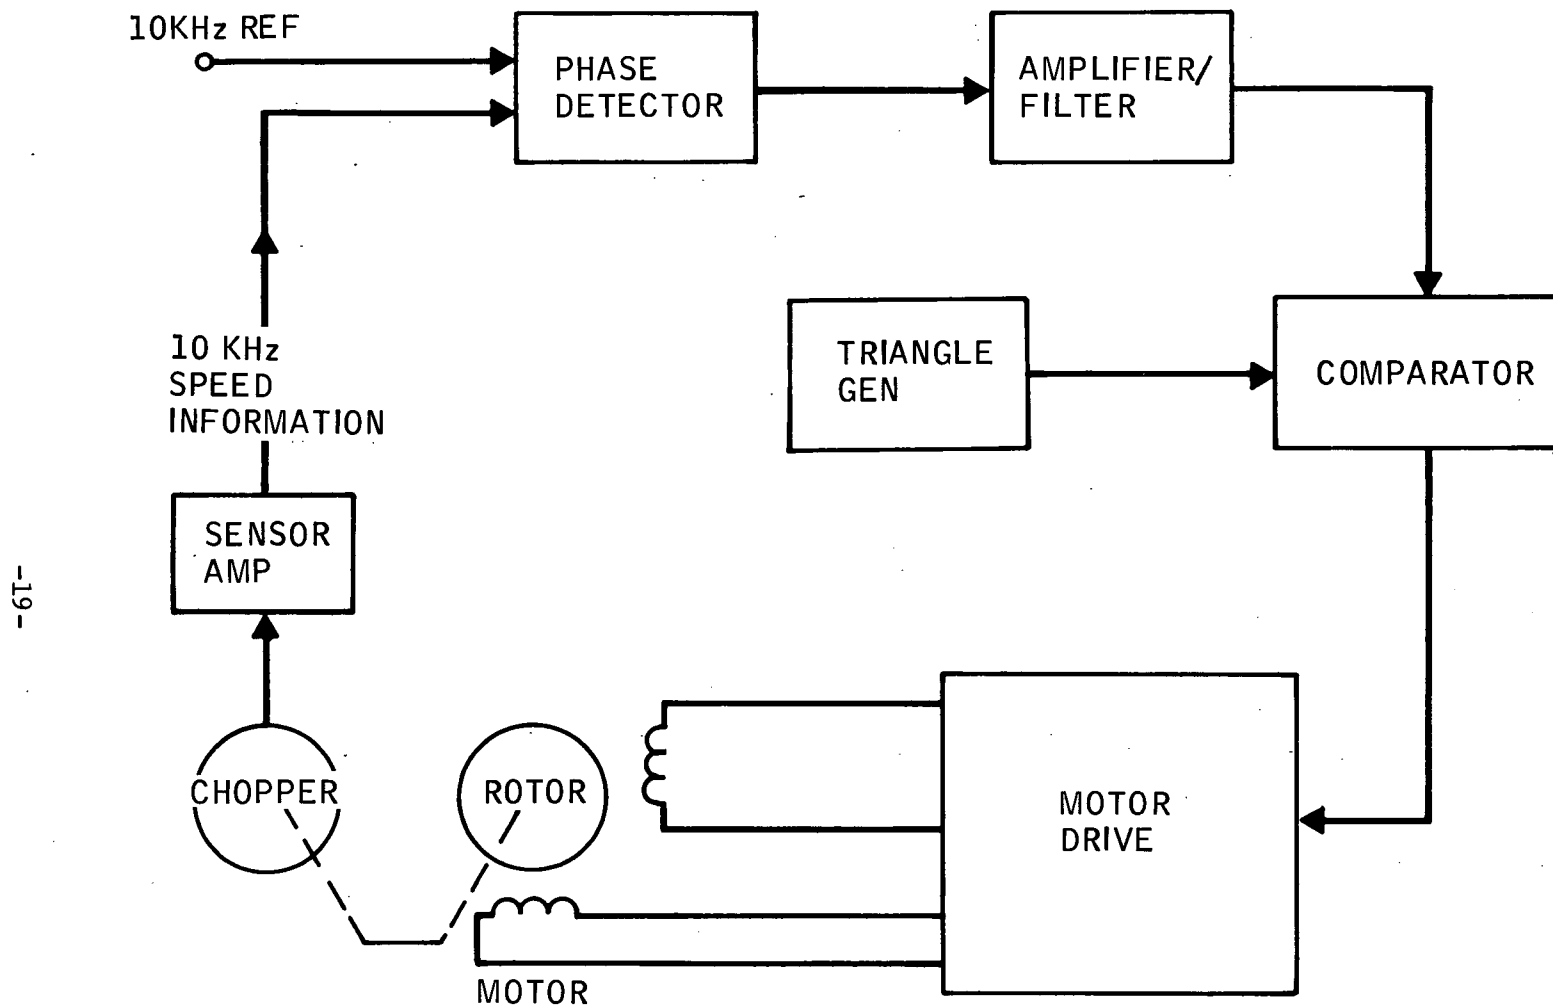 10KHz REF
PHASE
DETECTOR
AMPLIFIER/
FILTER
10 KHz
SPEED
INFORMATION
TRIANGLE
GEN
COMPARATOR
SENSOR
AMP
-19-
CHOPPER
ROTOR
MOTOR
DRIVE
MOTOR